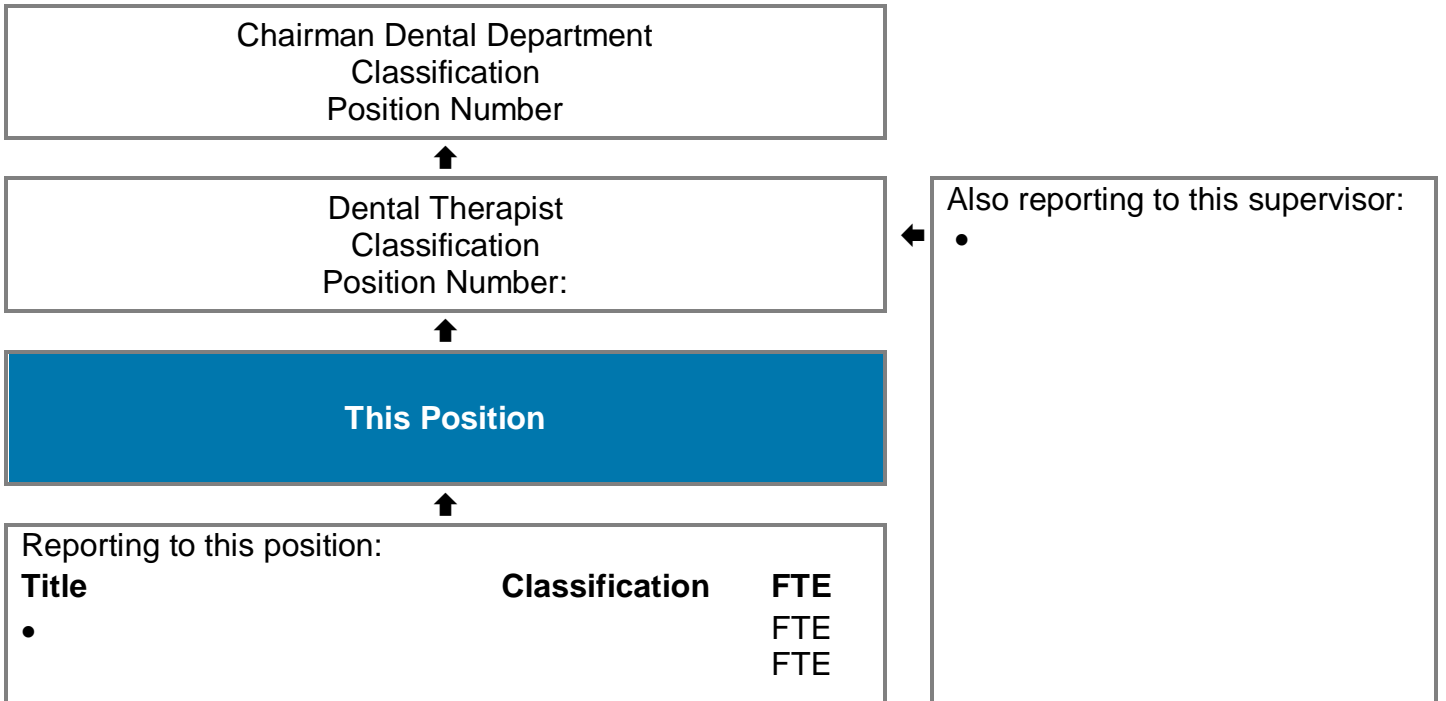 Chairman Dental Department
Classification
Position Number
Dental Therapist
Classification
Position Number:
Also reporting to this supervisor:
•
This Position
Reporting to this position:
Title Classification FTE
• FTE
FTE